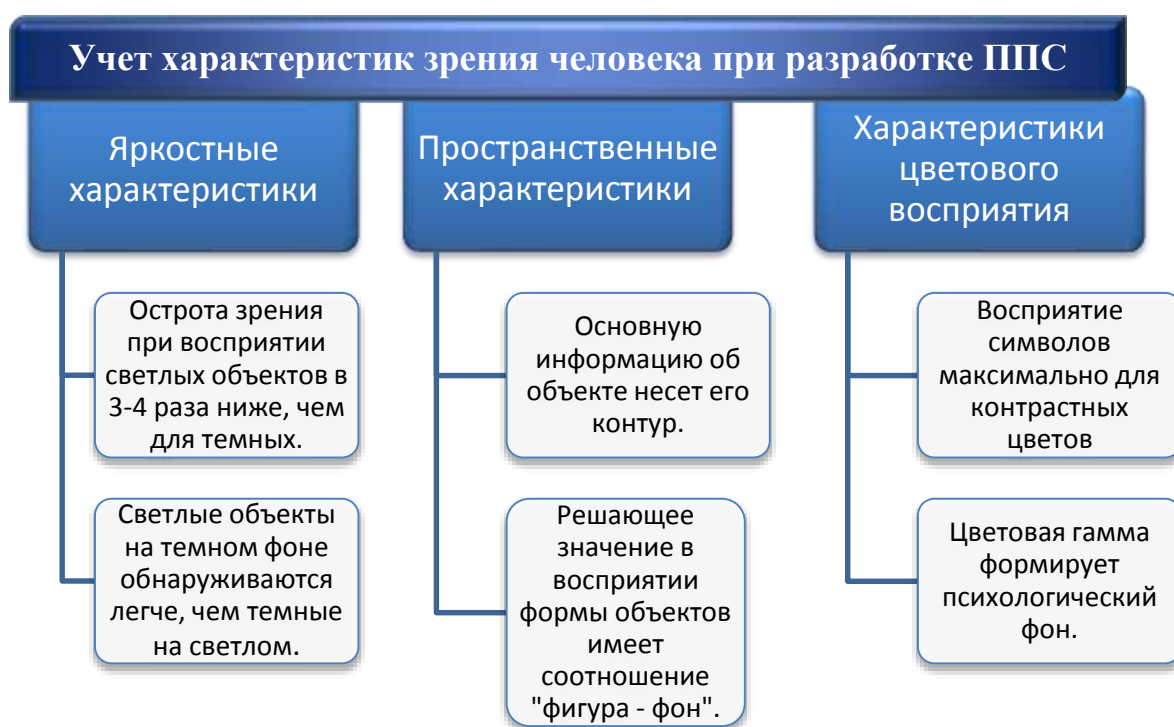 Учет характеристик зрения человека при разработке ППС
Яркостные
характеристики
Острота зрения
при восприятии
светлых объектов в
3-4 раза ниже, чем
для темных.
Светлые объекты
на темном фоне
обнаруживаются
легче, чем темные
на светлом.
Пространственные
характеристики
Основную
информацию об
объекте несет его
контур.
Решающее
значение в
восприятии
формы объектов
имеет
соотношение
"фигура - фон".
Характеристики
цветового
восприятия
Восприятие
символов
максимально для
контрастных
цветов
Цветовая гамма
формирует
психологический
фон.